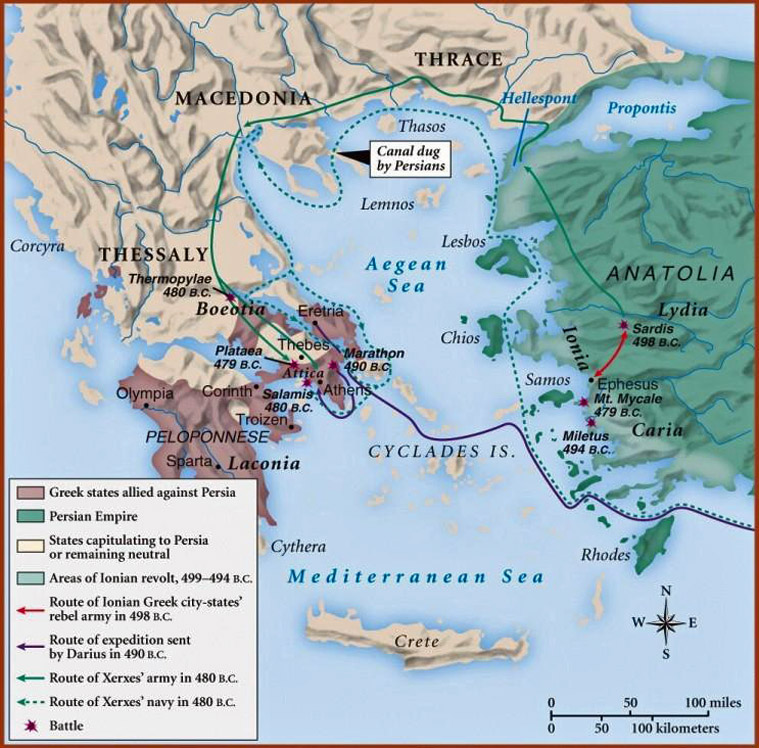 THRACE
MACEDONIA
Hellespont
Propontis
Thasos
Canal dug
by Persians
Lemnos
Corcyra
Lesbos
THESSALY
Aegean
Sea
ANATOLIA
Thermopylae
480 B.C.
Boeotia
Eretria
Lydia
Sardis
498 B.C.
Chios
Ionia
Thebes
Plataea
479 B.C.
Marathon
490 B.C.
Attica
Samos
Ephesus
Olympia
Corinth
Salamis
480 B.C.
Athens
Mt. Mycale
479 B.C.
Troizen
PELOPONNESE
Caria
Miletus
494 B.C.
CYCLADES IS.
Sparta
Laconia
Greek states allied against Persia
Persian Empire
States capitulating to Persia
or remaining neutral
Areas of Ionian revolt, 499–494 B.C.
Route of Ionian Greek city-states'
rebel army in 498 B.C.
Route of expedition sent
by Darius in 490 B.C.
Route of Xerxes' army in 480 B.C.
Route of Xerxes' navy in 480 B.C.
Battle
Cythera
Rhodes
Mediterranean Sea
Crete
N
W
E
S
0 50 100 miles
0 50 100 kilometers